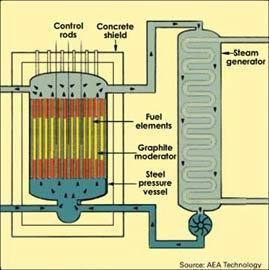 Control
rods
Concrete
shield
Steam
generator
Fuel
elements
Graphite
moderator
Steel
pressure
vessel
Source: AEA Technology